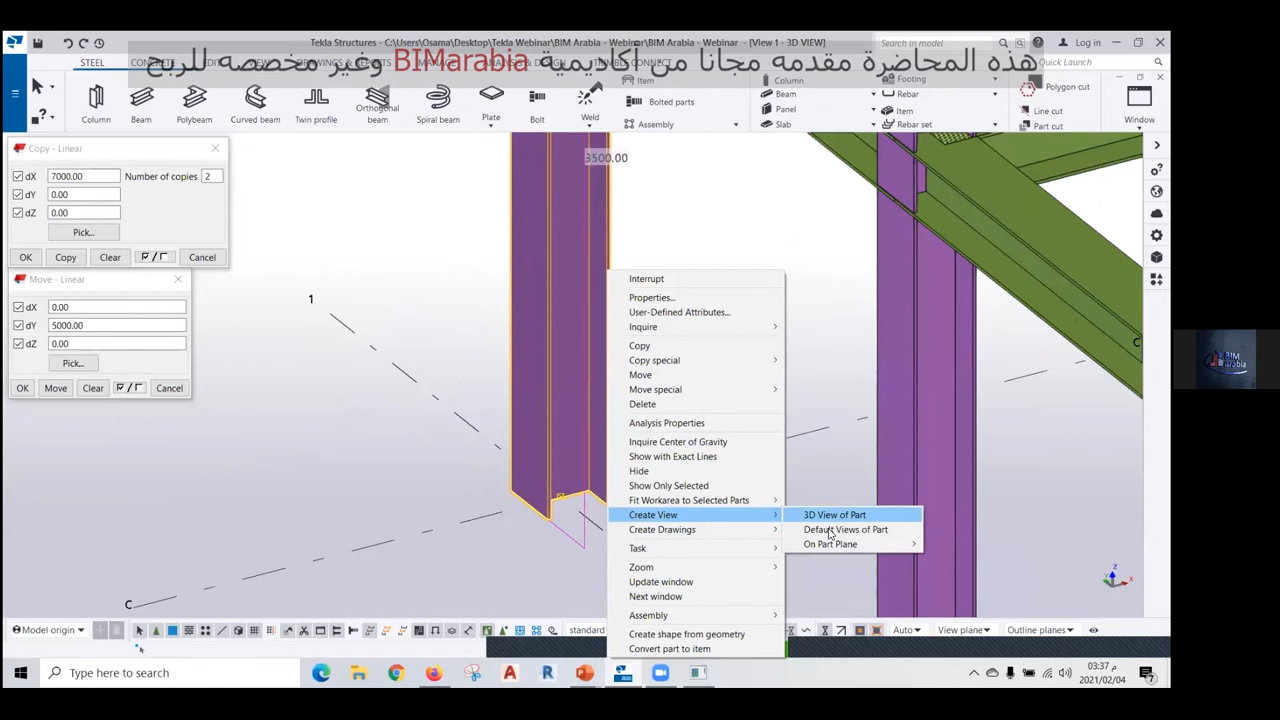 Tekla Structures - C:\Users\Osama\Desktop\Tekla Webinar\BIM Arabia - Webinar\BIM Arabia - Webinar - [View 1 - 3D VIEW]
Search in model
Log in
هذه المحاضرة مقدمه مجانا من اكاديمية BIMarabia وغير مخصصه للربح
STEEL
Quick Launch
Column
Beam
Polybeam
Curved beam
Twin profile
Orthogonal beam
Spiral beam
Plate
Bolt
Weld
Item
Bolted parts
Assembly
Column
Beam
Panel
Slab
Footing
Rebar
Item
Rebar set
Polygon cut
Line cut
Part cut
Window
Copy - Linear
dX 7000.00 Number of copies 2
dY 0.00
dZ 0.00
Pick...
OK Copy Clear Cancel
Move - Linear
dX 0.00
dY 5000.00
dZ 0.00
Pick...
OK Move Clear Cancel
3500.00
1
C
C
Interrupt
Properties...
User-Defined Attributes...
Inquire
Copy
Copy special
Move
Move special
Delete
Analysis Properties
Inquire Center of Gravity
Show with Exact Lines
Hide
Show Only Selected
Fit Workarea to Selected Parts
Create View
Create Drawings
Task
Zoom
Update window
Next window
Assembly
Create shape from geometry
Convert part to item
3D View of Part
Default Views of Part
On Part Plane
BIM
arabia
Model origin
standard
Auto
View plane
Outline planes
Type here to search
03:37 م
2021/02/04
7